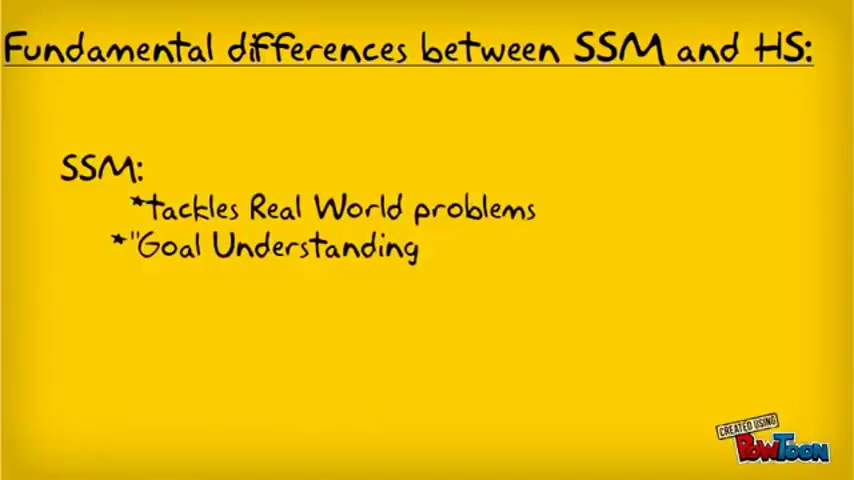 Fundamental differences between SSM and HS:
SSM:
*tackles Real World problems
*"Goal Understanding
CREATED USING
POWTOON